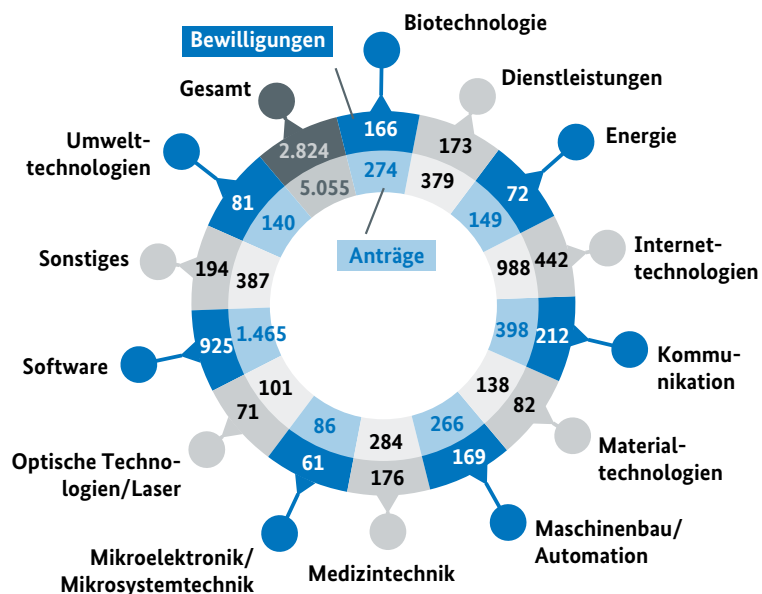 Bewilligungen
Biotechnologie
166
274
Dienstleistungen
173
379
Energie
72
149
Internet-
technologien
442
988
Kommu-
nikation
212
398
Material-
technologien
82
138
Maschinenbau/
Automation
169
266
Medizintechnik
176
284
Mikroelektronik/
Mikrosystemtechnik
61
86
Optische Techno-
logien/Laser
71
101
Software
925
1.465
Sonstiges
194
387
Umwelt-
technologien
81
140
Gesamt
2.824
5.055
Anträge